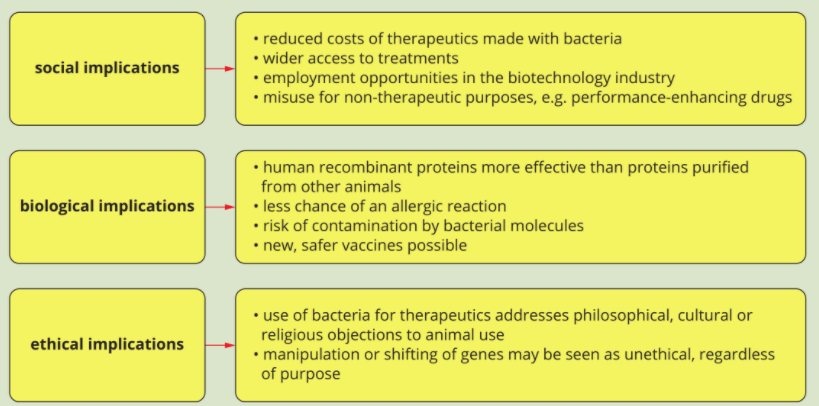 social implications
• reduced costs of therapeutics made with bacteria
• wider access to treatments
• employment opportunities in the biotechnology industry
• misuse for non-therapeutic purposes, e.g. performance-enhancing drugs
biological implications
• human recombinant proteins more effective than proteins purified
from other animals
• less chance of an allergic reaction
• risk of contamination by bacterial molecules
• new, safer vaccines possible
ethical implications
• use of bacteria for therapeutics addresses philosophical, cultural or
religious objections to animal use
• manipulation or shifting of genes may be seen as unethical, regardless
of purpose